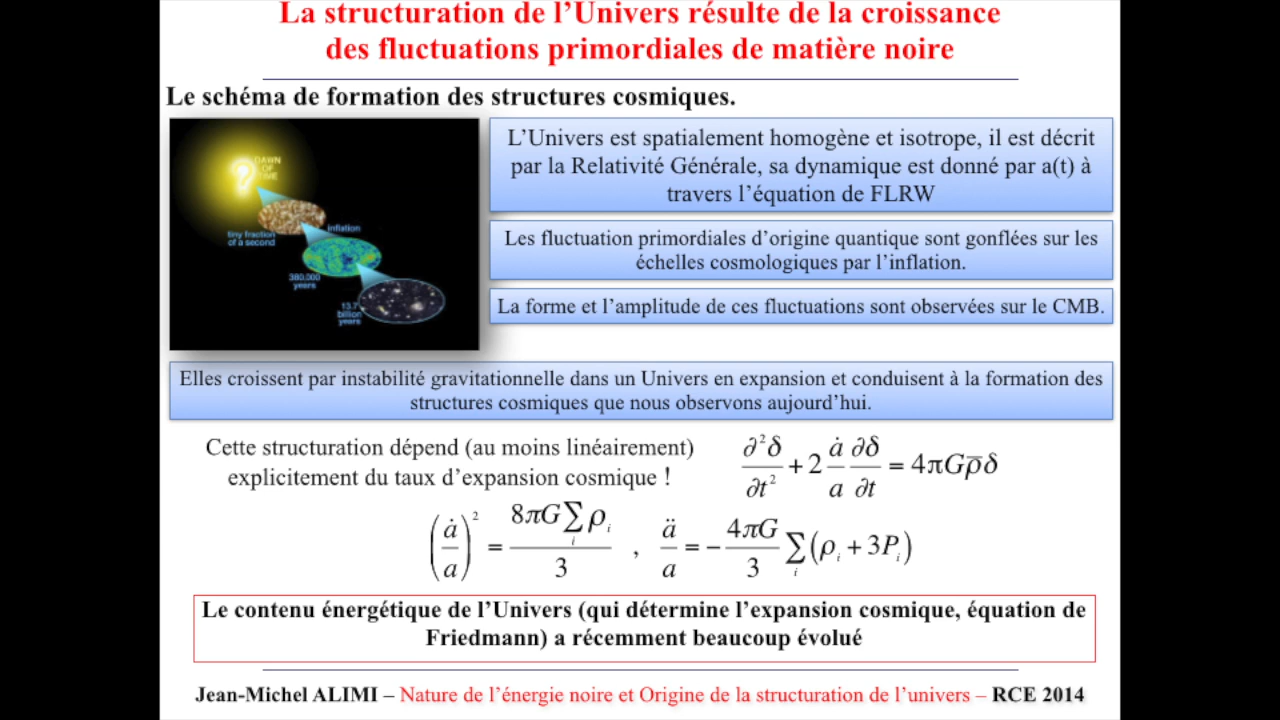 La structuration de l'Univers résulte de la croissance
des fluctuations primordiales de matière noire
Le schéma de formation des structures cosmiques.
DAWN
OF
TIME
tiny fraction
of a second
inflation
380,000
years
13.7
billion
years
L'Univers est spatialement homogène et isotrope, il est décrit
par la Relativité Générale, sa dynamique est donné par a(t) à
travers l'équation de FLRW
Les fluctuation primordiales d'origine quantique sont gonflées sur les
échelles cosmologiques par l'inflation.
La forme et l'amplitude de ces fluctuations sont observées sur le CMB.
Elles croissent par instabilité gravitationnelle dans un Univers en expansion et conduisent à la formation des
structures cosmiques que nous observons aujourd'hui.
Cette structuration dépend (au moins linéairement)
explicitement du taux d'expansion cosmique !
∂²δ/∂t² + 2 ȧ/a ∂δ/∂t = 4πGρ̄δ
(ȧ/a)² = 8πG∑ᵢρᵢ/3 , ä/a = − 4πG/3 ∑ᵢ(ρᵢ + 3Pᵢ)
Le contenu énergétique de l'Univers (qui détermine l'expansion cosmique, équation de
Friedmann) a récemment beaucoup évolué
Jean-Michel ALIMI – Nature de l'énergie noire et Origine de la structuration de l'univers – RCE 2014